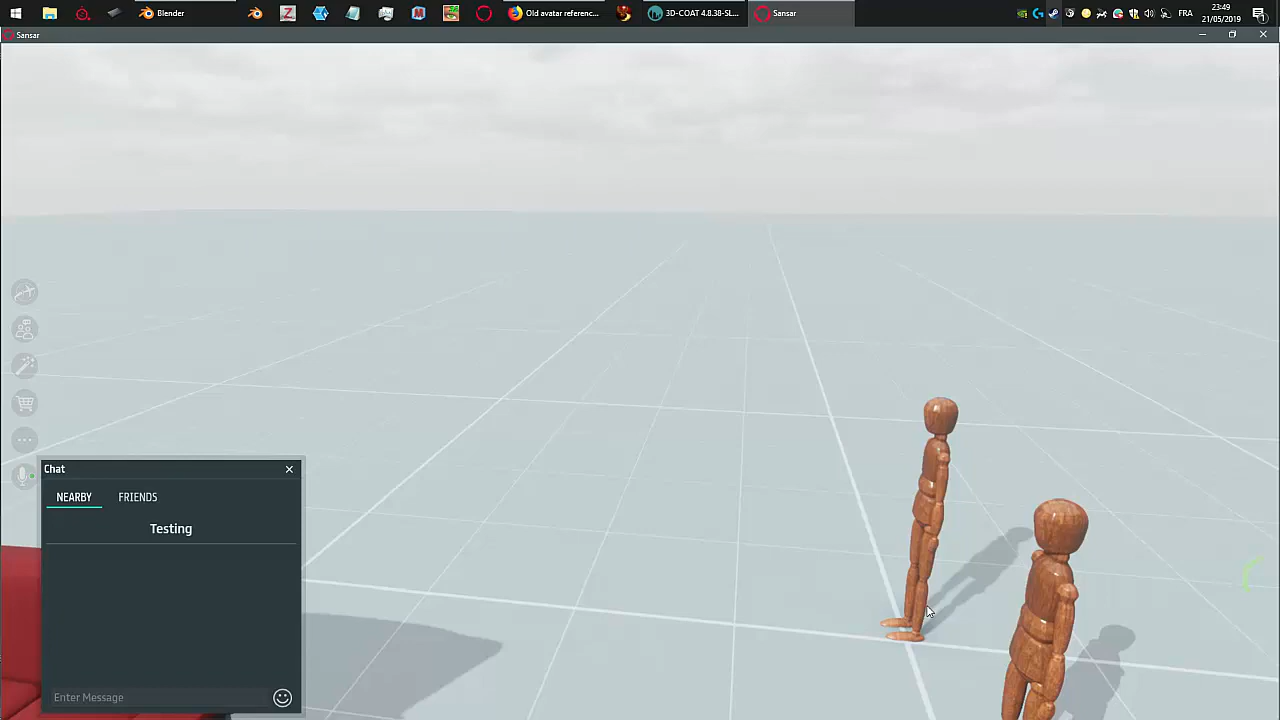 Blender
Old avatar referenc...
3D-COAT 4.8.38-SL...
Sansar
FRA
23:49
21/05/2019
Sansar
Chat
NEARBY
FRIENDS
Testing
Enter Message